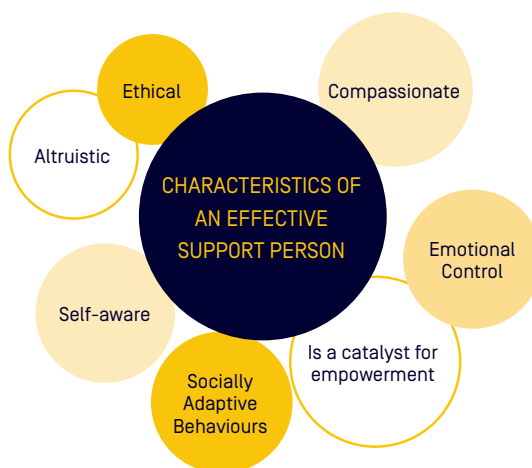 Ethical
Compassionate
Altruistic
CHARACTERISTICS OF
AN EFFECTIVE
SUPPORT PERSON
Emotional
Control
Self-aware
Is a catalyst for
empowerment
Socially
Adaptive
Behaviours